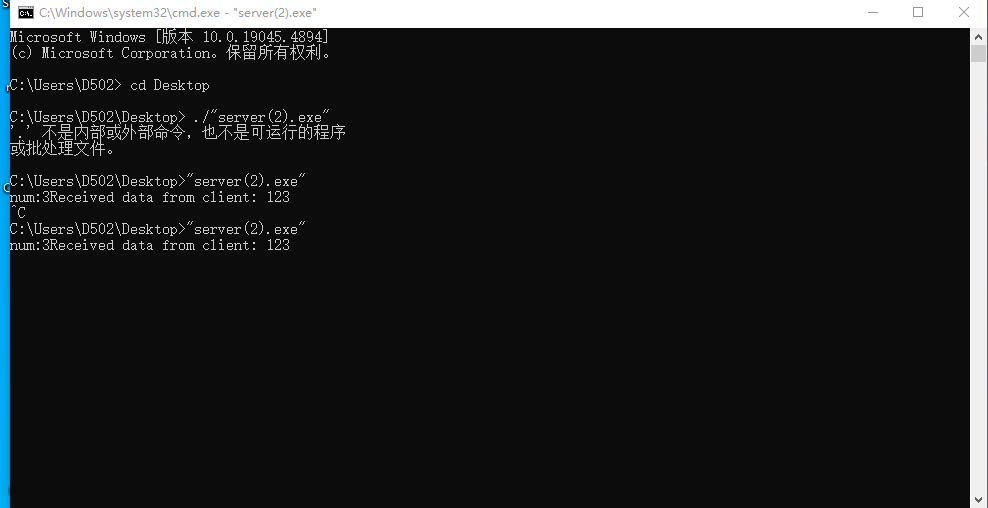 C:\Windows\system32\cmd.exe - "server(2).exe"
Microsoft Windows [版本 10.0.19045.4894]
(c) Microsoft Corporation。保留所有权利。
C:\Users\D502> cd Desktop
C:\Users\D502\Desktop> ./"server(2).exe"
'.' 不是内部或外部命令，也不是可运行的程序
或批处理文件。
C:\Users\D502\Desktop>"server(2).exe"
num:3Received data from client: 123
^C
C:\Users\D502\Desktop>"server(2).exe"
num:3Received data from client: 123